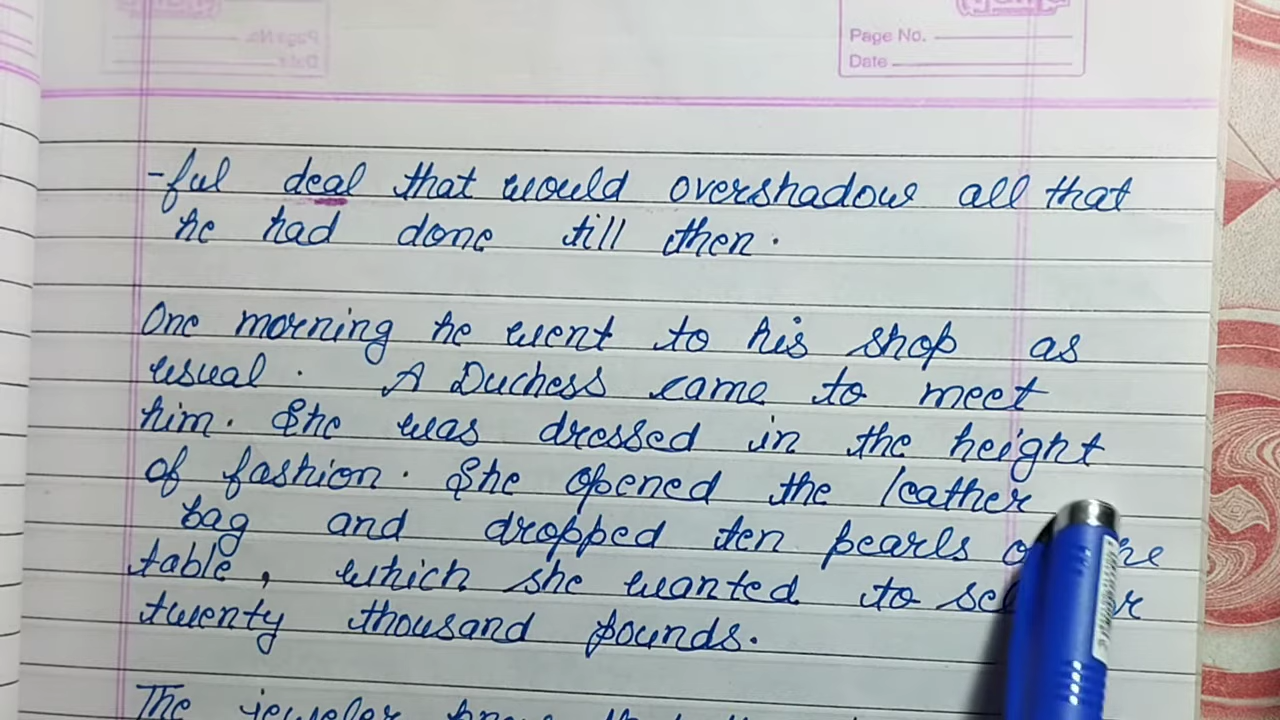 Page No.
Date
-ful deal that would overshadow all that
he had done till then.
One morning he went to his shop as
usual. A Duchess came to meet
him. She was dressed in the height
of fashion. She opened the leather
bag and dropped ten pearls
table, which she wanted to
twenty thousand pounds.
The jeweler